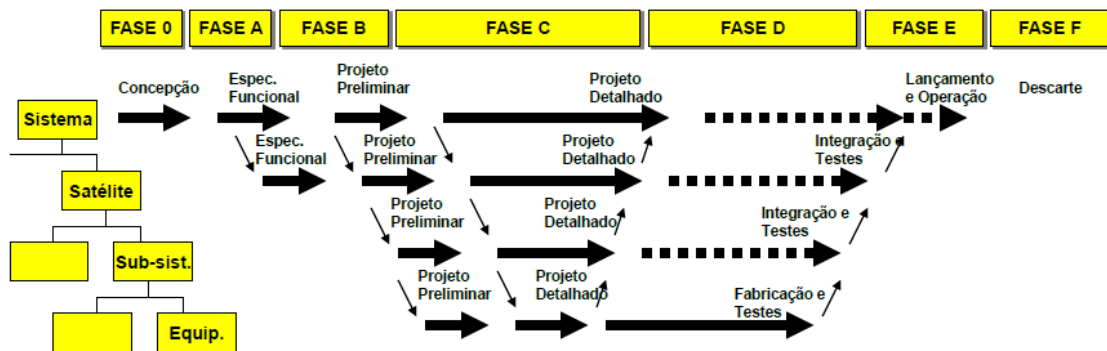 FASE 0
FASE A
FASE B
FASE C
FASE D
FASE E
FASE F
Concepção
Espec.
Funcional
Projeto
Preliminar
Projeto
Detalhado
Lançamento
e Operação
Descarte
Sistema
Espec.
Funcional
Projeto
Preliminar
Projeto
Detalhado
Integração e
Testes
Satélite
Projeto
Preliminar
Projeto
Detalhado
Integração e
Testes
Sub-sist.
Projeto
Preliminar
Projeto
Detalhado
Fabricação e
Testes
Equip.